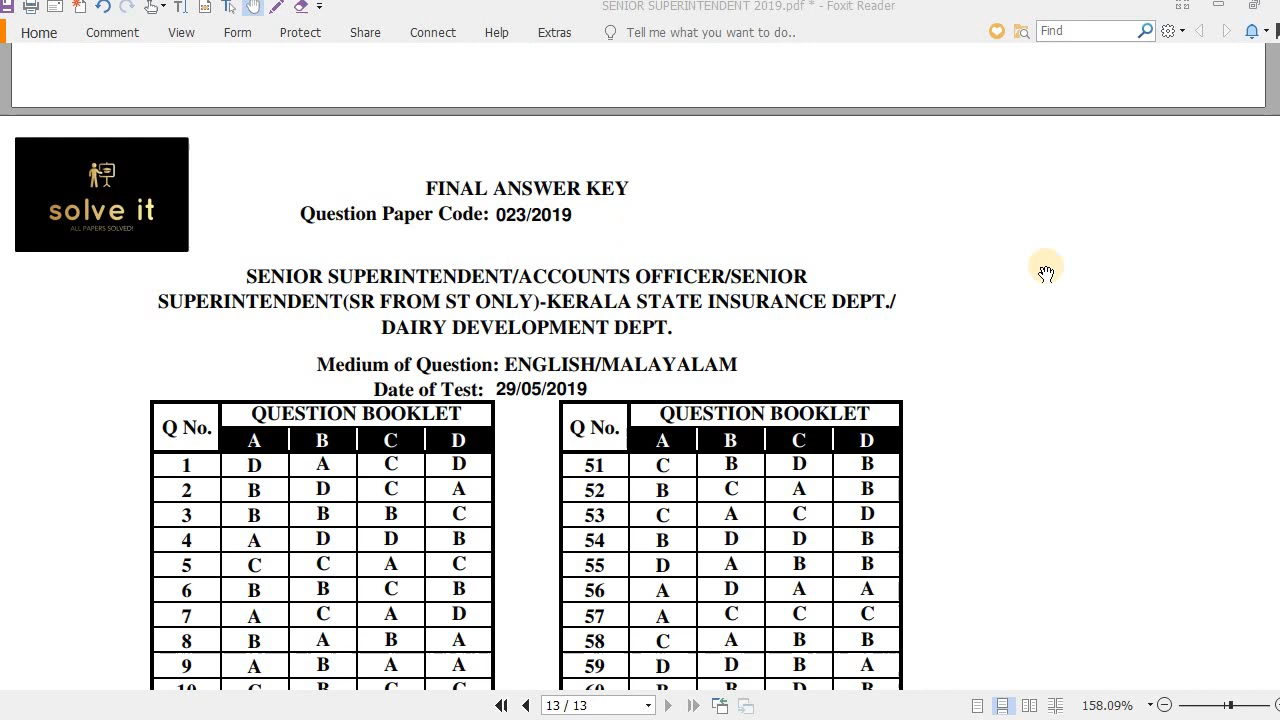 SENIOR SUPERINTENDENT 2019.pdf * - Foxit Reader
Home Comment View Form Protect Share Connect Help Extras Tell me what you want to do.. Find
solve it
ALL PAPERS SOLVED!
FINAL ANSWER KEY
Question Paper Code: 023/2019
SENIOR SUPERINTENDENT/ACCOUNTS OFFICER/SENIOR
SUPERINTENDENT(SR FROM ST ONLY)-KERALA STATE INSURANCE DEPT./
DAIRY DEVELOPMENT DEPT.
Medium of Question: ENGLISH/MALAYALAM
Date of Test: 29/05/2019
Q No. QUESTION BOOKLET
A B C D
1 D A C D
2 B D C A
3 B B B C
4 A D D B
5 C C A C
6 B B C B
7 A C A D
8 B A B A
9 A B A A
10 C B C C
Q No. QUESTION BOOKLET
A B C D
51 C B D B
52 B C A B
53 C A C D
54 B D D B
55 D A B B
56 A D A A
57 A C C C
58 C A B B
59 D D B A
60 B B D B
13 / 13 158.09%